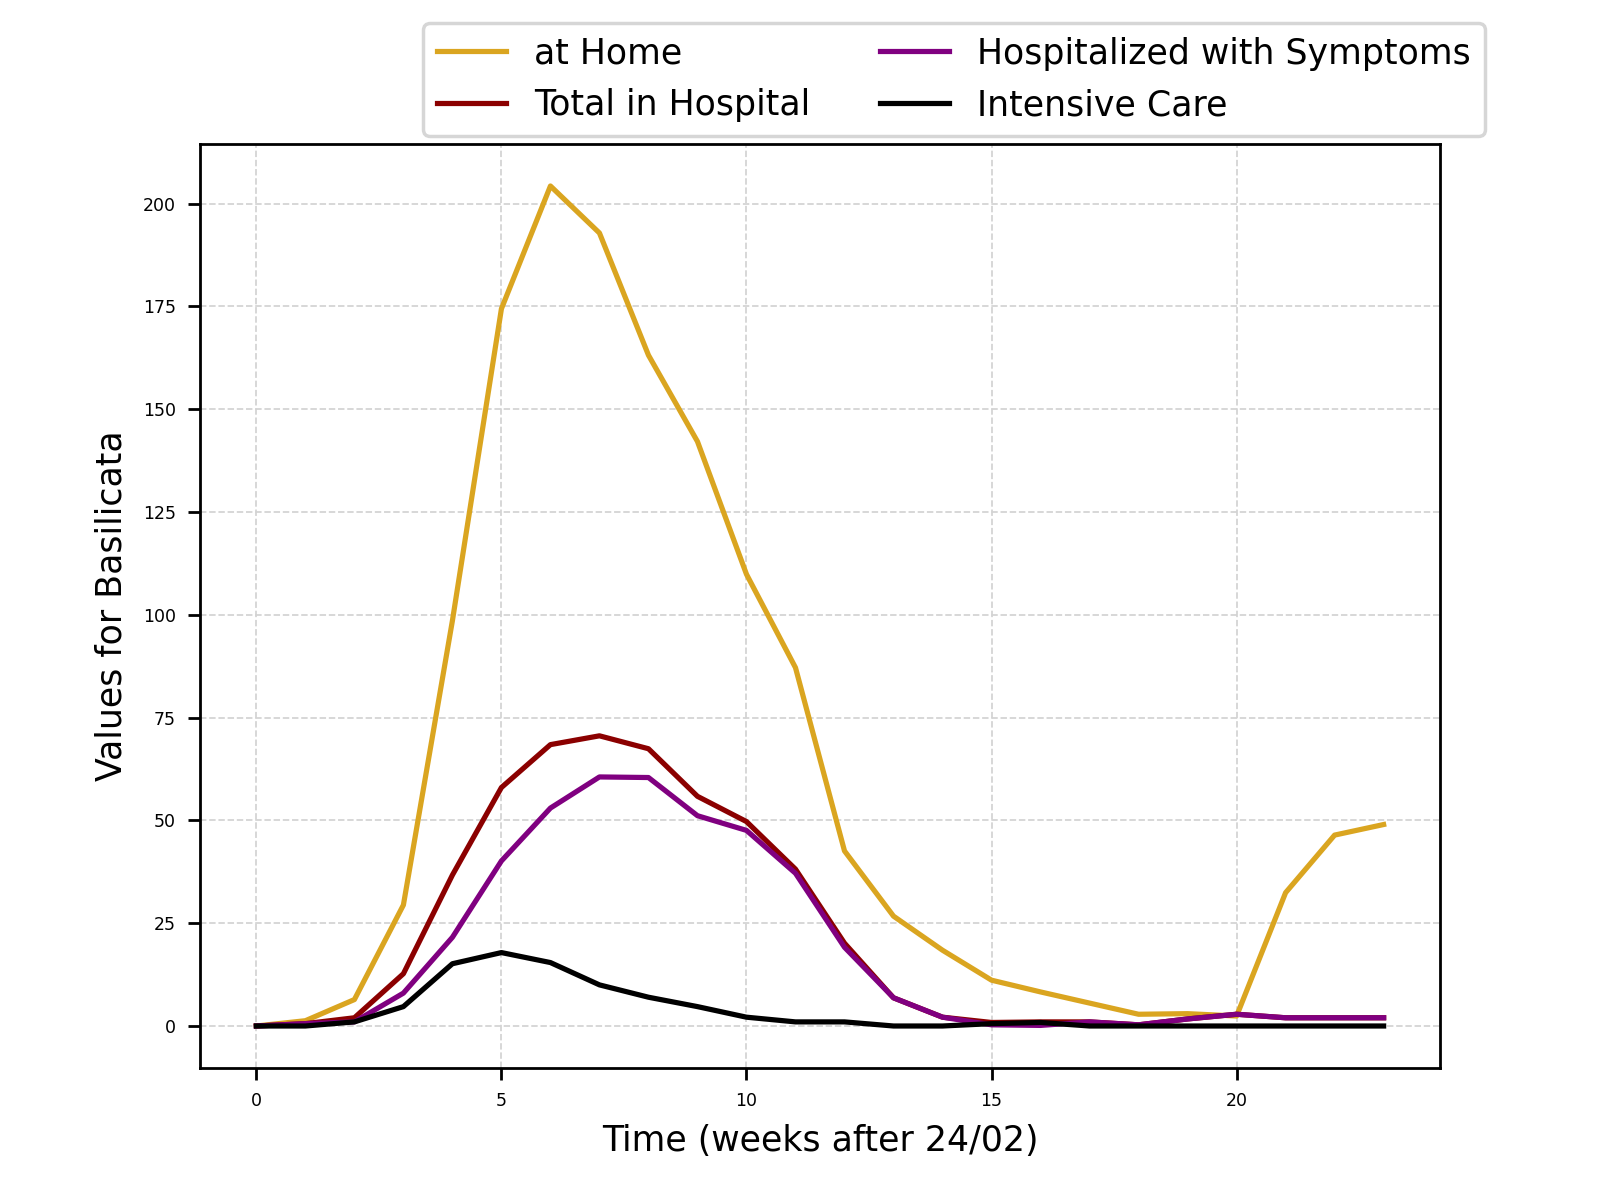 at Home
Total in Hospital
Hospitalized with Symptoms
Intensive Care
200
175
150
125
100
75
50
25
0
Values for Basilicata
0 5 10 15 20
Time (weeks after 24/02)